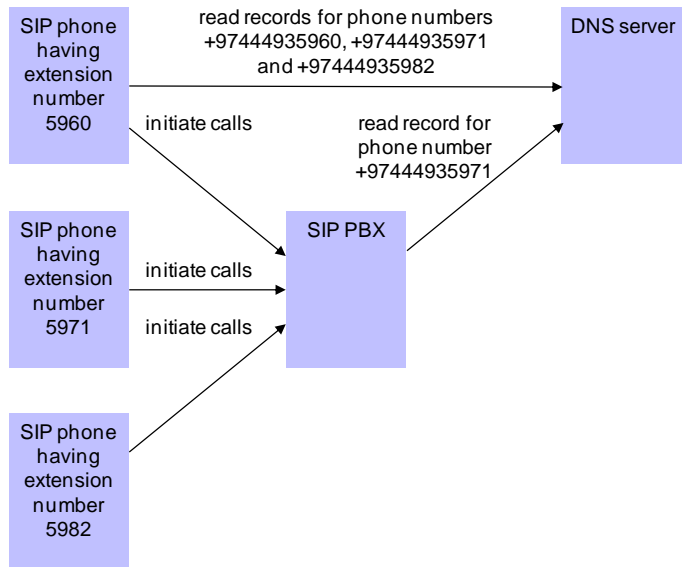 SIP phone
having
extension
number
5960
read records for phone numbers
+97444935960, +97444935971
and +97444935982
DNS server
initiate calls
read record for
phone number
+97444935971
SIP phone
having
extension
number
5971
initiate calls
SIP PBX
initiate calls
SIP phone
having
extension
number
5982